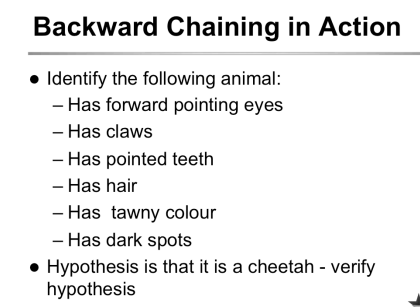 Backward Chaining in Action
● Identify the following animal:
– Has forward pointing eyes
– Has claws
– Has pointed teeth
– Has hair
– Has tawny colour
– Has dark spots
● Hypothesis is that it is a cheetah - verify
hypothesis